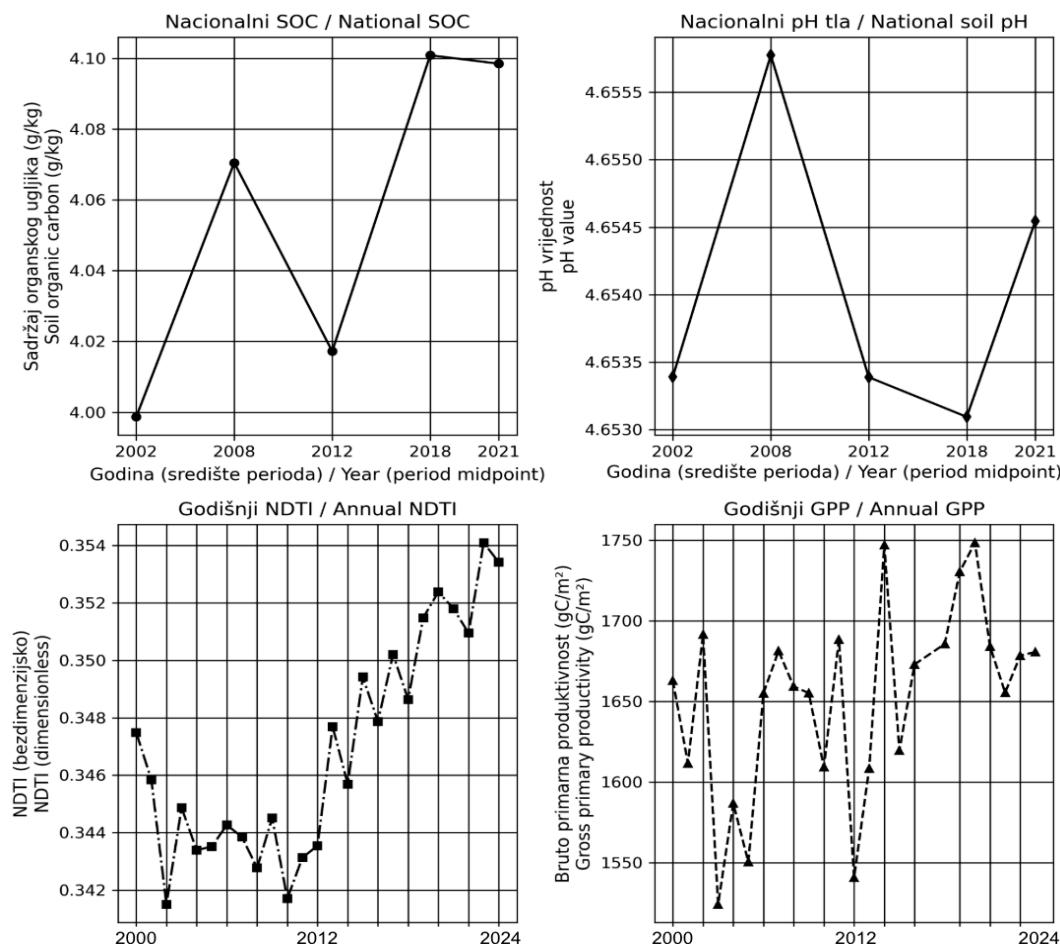 Nacionalni SOC / National SOC
Sadržaj organskog ugljika (g/kg)
Soil organic carbon (g/kg)
4.10
4.08
4.06
4.04
4.02
4.00
2002
2008
2012
2018
2021
Godina (središte perioda) / Year (period midpoint)
Nacionalni pH tla / National soil pH
pH vrijednost
pH value
4.6555
4.6550
4.6545
4.6540
4.6535
4.6530
2002
2008
2012
2018
2021
Godina (središte perioda) / Year (period midpoint)
Godišnji NDTI / Annual NDTI
NDTI (bezdimenzijsko)
NDTI (dimensionless)
0.354
0.352
0.350
0.348
0.346
0.344
0.342
2000
2012
2024
Godišnji GPP / Annual GPP
Bruto primarna produktivnost (gC/m²)
Gross primary productivity (gC/m²)
1750
1700
1650
1600
1550
2000
2012
2024